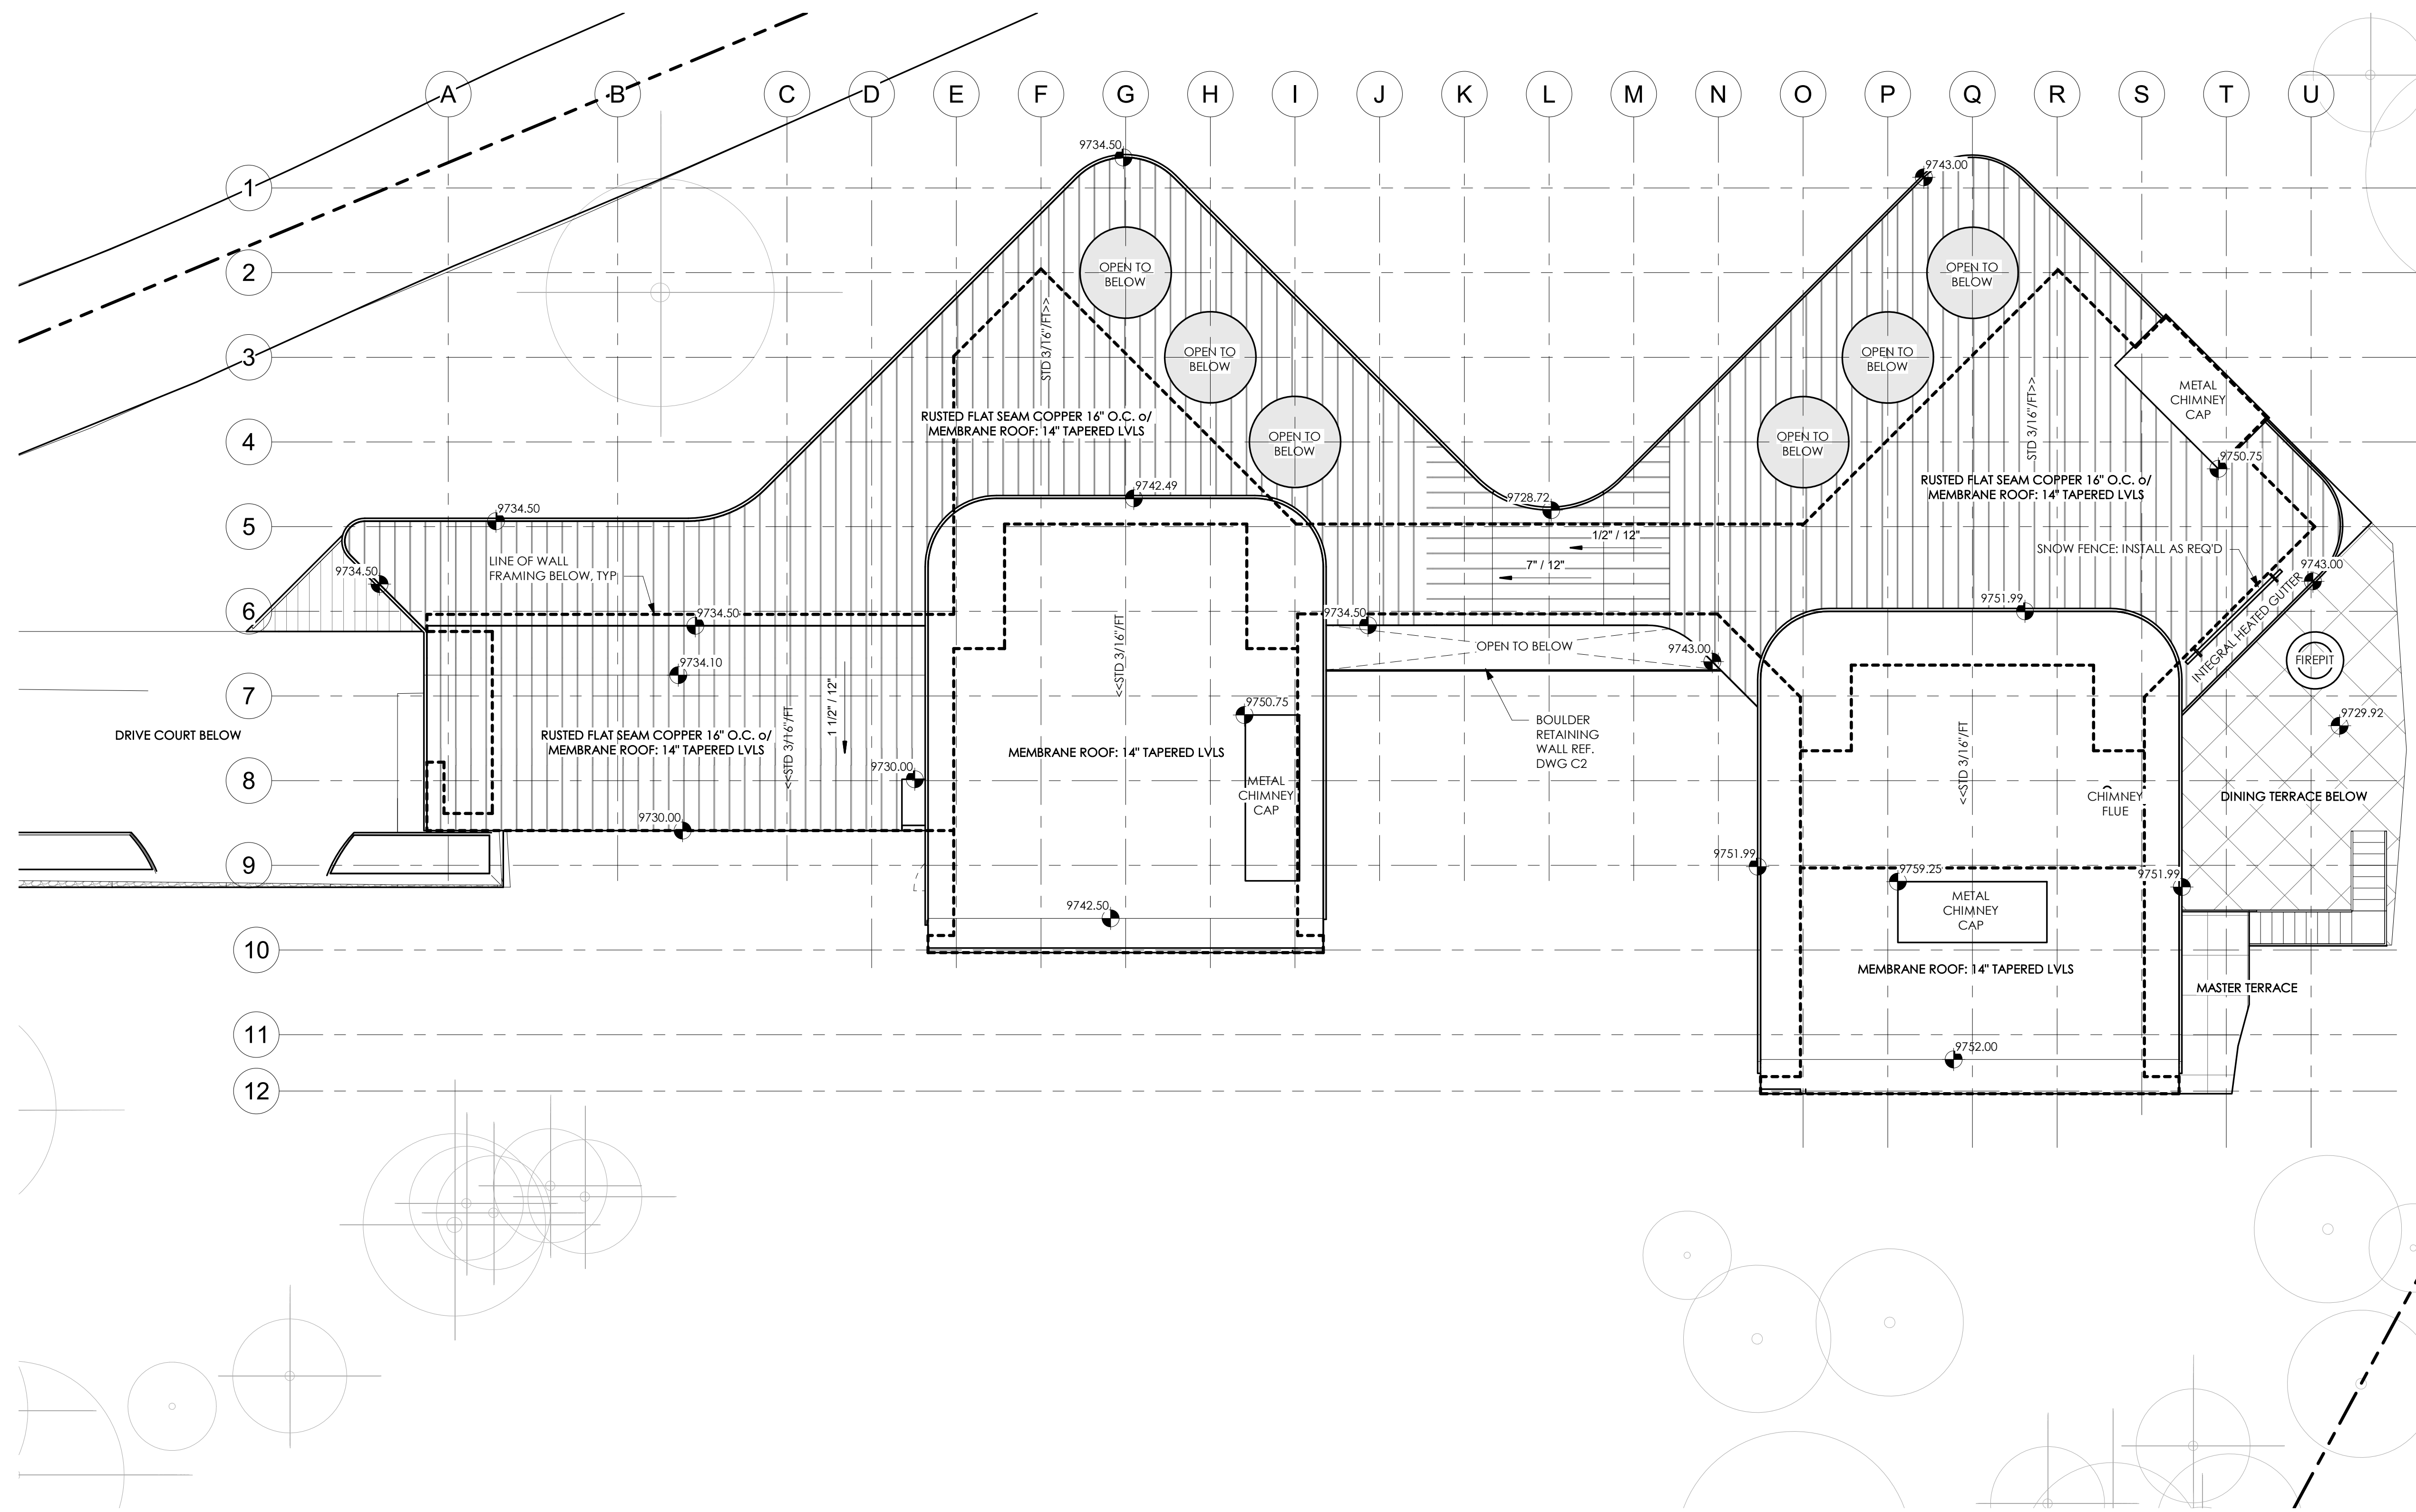 A
B
C
D
E
F
G
H
I
J
K
L
M
N
O
P
Q
R
S
T
U
1
2
3
4
5
6
7
8
9
10
11
12
9734.50
9743.00
OPEN TO
BELOW
OPEN TO
BELOW
OPEN TO
BELOW
OPEN TO
BELOW
OPEN TO
BELOW
OPEN TO
BELOW
STD 3/16"/FT>>
STD 3/16"/FT>>
METAL
CHIMNEY
CAP
RUSTED FLAT SEAM COPPER 16" O.C. o/
MEMBRANE ROOF: 14" TAPERED LVLS
9750.75
RUSTED FLAT SEAM COPPER 16" O.C. o/
MEMBRANE ROOF: 14" TAPERED LVLS
9742.49
9728.72
9734.50
1/2" / 12"
7" / 12"
SNOW FENCE: INSTALL AS REQ'D
LINE OF WALL
FRAMING BELOW, TYP
9734.50
9743.00
INTEGRAL HEATED GUTTER
9751.99
9734.50
9734.50
<<STD 3/16"/FT
OPEN TO BELOW
9743.00
FIREPIT
9734.10
1 1/2" / 12"
9750.75
9729.92
BOULDER
RETAINING
WALL REF.
DWG C2
DRIVE COURT BELOW
RUSTED FLAT SEAM COPPER 16" O.C. o/
MEMBRANE ROOF: 14" TAPERED LVLS
<<STD 3/16"/FT
MEMBRANE ROOF: 14" TAPERED LVLS
<<STD 3/16"/FT
9730.00
METAL
CHIMNEY
CAP
CHIMNEY
FLUE
DINING TERRACE BELOW
9730.00
9751.99
9759.25
9751.99
METAL
CHIMNEY
CAP
9742.50
MEMBRANE ROOF: 14" TAPERED LVLS
MASTER TERRACE
9752.00